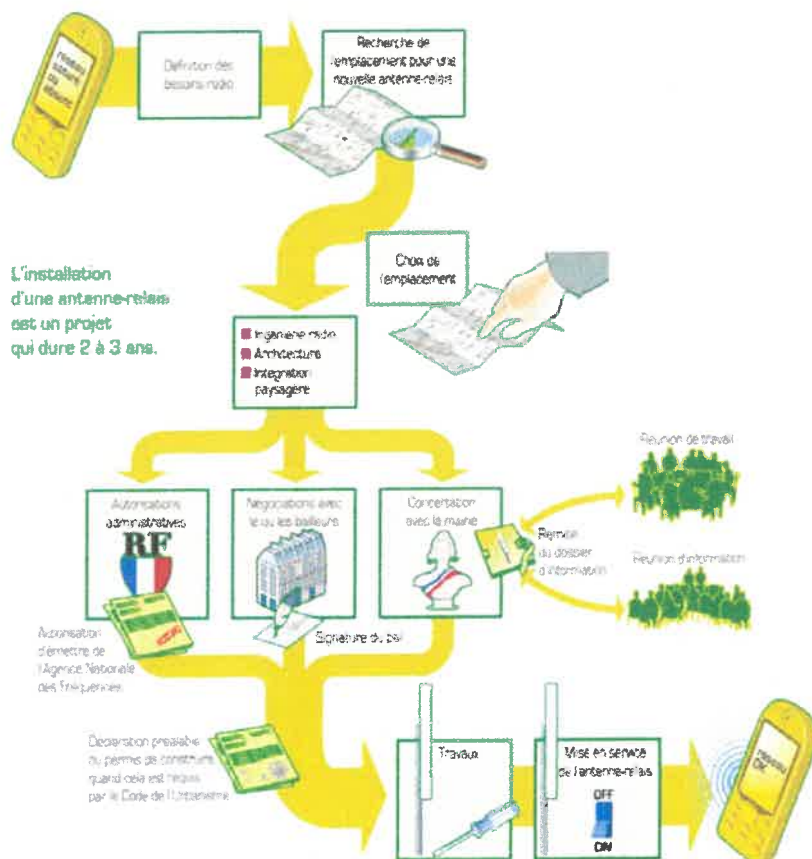 réseau
saturé
ou
absent
Définition des
besoins radio
Recherche de
l'emplacement pour une
nouvelle antenne-relais
L'installation
d'une antenne-relais
est un projet
qui dure 2 à 3 ans.
Choix de
l'emplacement
Ingénierie radio
Architecture
Intégration
paysagère
Autorisations
administratives
RF
Négociations avec
le ou les bailleurs
Concertation
avec la mairie
Remise
du dossier
d'information
Réunion de travail
Réunion d'information
Autorisation
d'émettre de
l'Agence Nationale
des Fréquences
Signature du bail
Déclaration préalable
ou permis de construire
quand cela est requis
par le Code de l'Urbanisme
Travaux
Mise en service
de l'antenne-relais
OFF
ON
réseau
OK